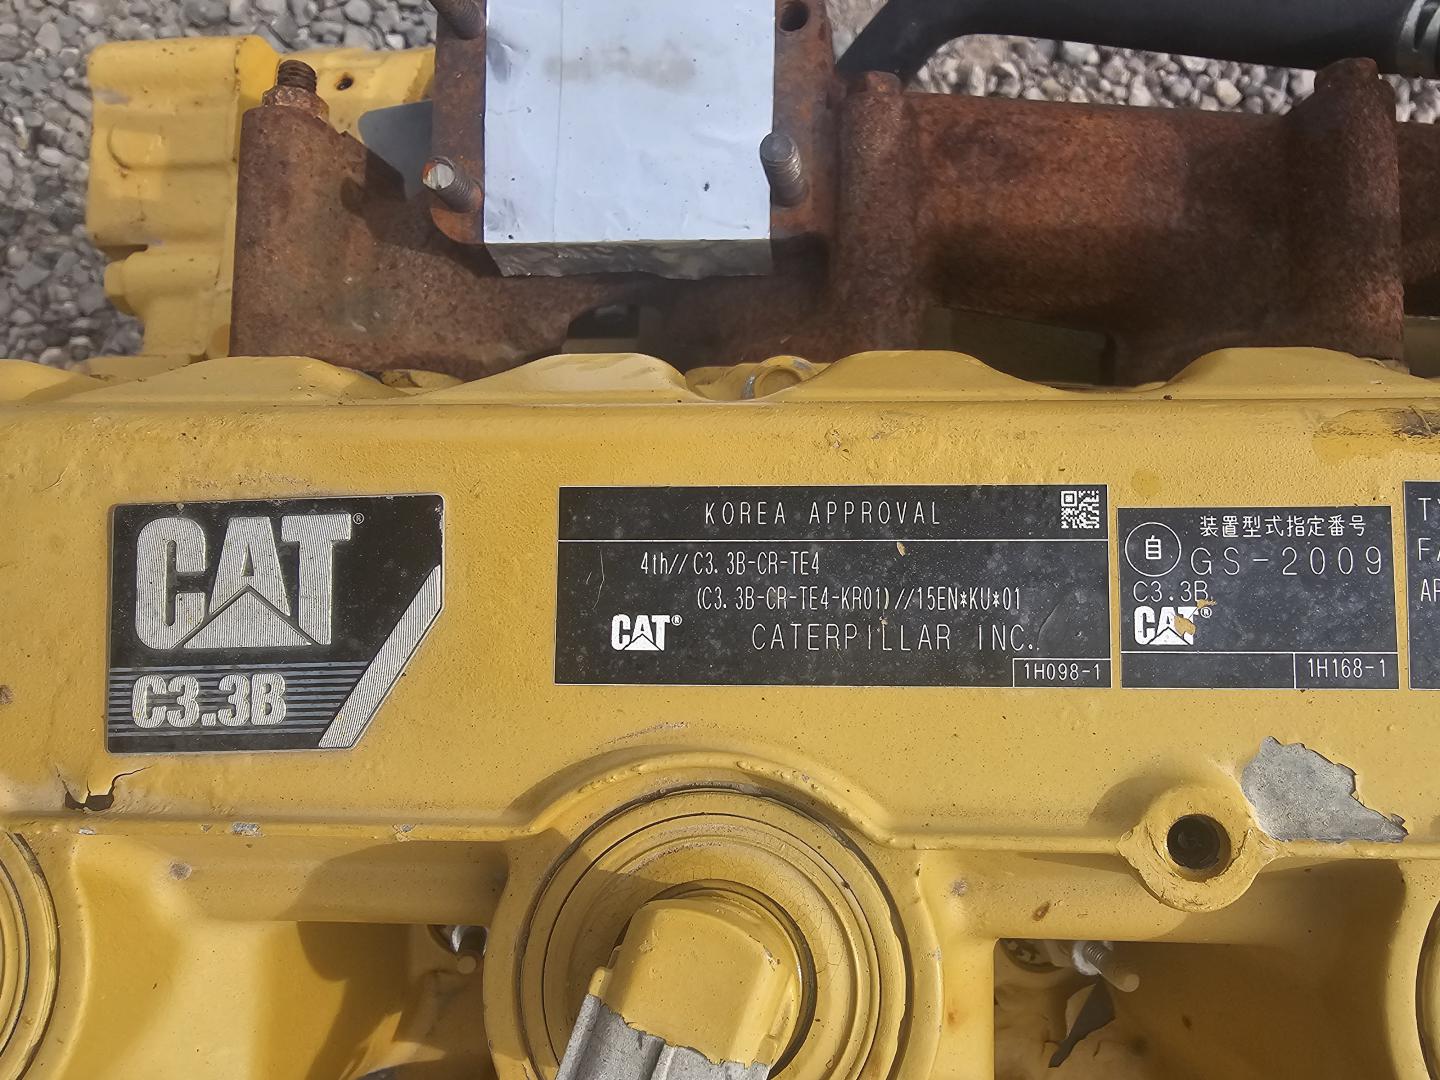 CAT®
C3.3B
KOREA APPROVAL
4th//C3.3B-CR-TE4
(C3.3B-CR-TE4-KR01)//15EN*KU*01
CAT® CATERPILLAR INC.
1H098-1
自 装置型式指定番号
GS-2009
C3.3B
CAT®
1H168-1